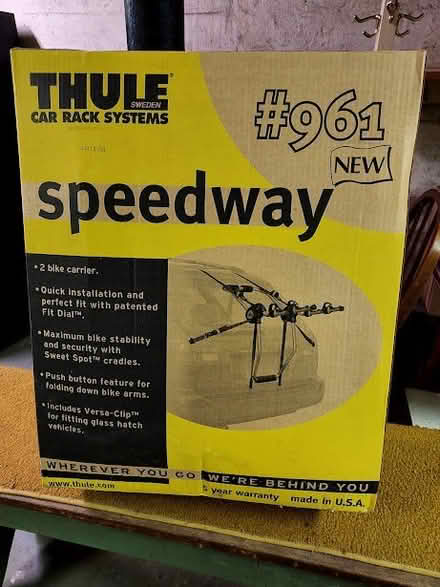 THULE®
SWEDEN
CAR RACK SYSTEMS
#961
NEW
speedway
• 2 bike carrier.
• Quick installation and
perfect fit with patented
Fit Dial™.
• Maximum bike stability
and security with
Sweet Spot™ cradles.
• Push button feature for
folding down bike arms.
• Includes Versa-Clip™
for fitting glass hatch
vehicles.
WHEREVER YOU GO WE'RE BEHIND YOU
www.thule.com
5 year warranty made in U.S.A.